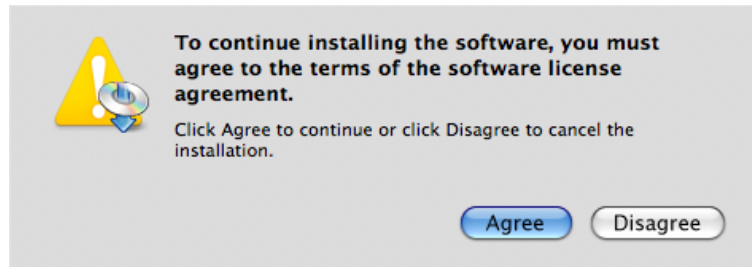 To continue installing the software, you must
agree to the terms of the software license
agreement.
Click Agree to continue or click Disagree to cancel the
installation.
Agree Disagree